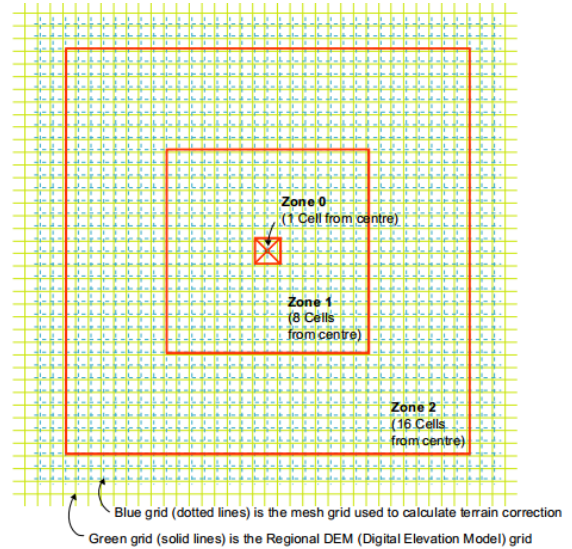 Zone 0
(1 Cell from centre)
Zone 1
(8 Cells
from centre)
Zone 2
(16 Cells
from centre)
Blue grid (dotted lines) is the mesh grid used to calculate terrain correction
Green grid (solid lines) is the Regional DEM (Digital Elevation Model) grid